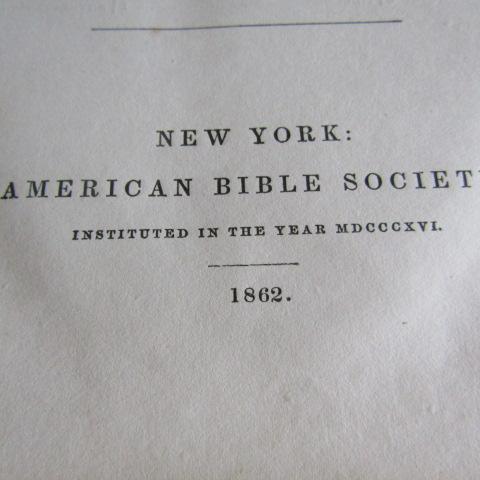 NEW YORK:
AMERICAN BIBLE SOCIET
INSTITUTED IN THE YEAR MDCCCXVI.
1862.